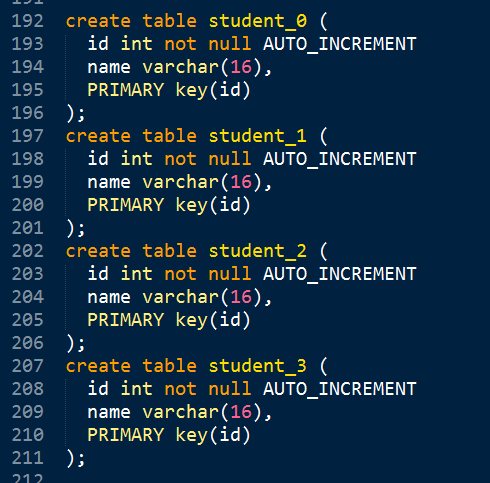 192 create table student_0 (
193   id int not null AUTO_INCREMENT
194   name varchar(16),
195   PRIMARY key(id)
196 );
197 create table student_1 (
198   id int not null AUTO_INCREMENT
199   name varchar(16),
200   PRIMARY key(id)
201 );
202 create table student_2 (
203   id int not null AUTO_INCREMENT
204   name varchar(16),
205   PRIMARY key(id)
206 );
207 create table student_3 (
208   id int not null AUTO_INCREMENT
209   name varchar(16),
210   PRIMARY key(id)
211 );
212